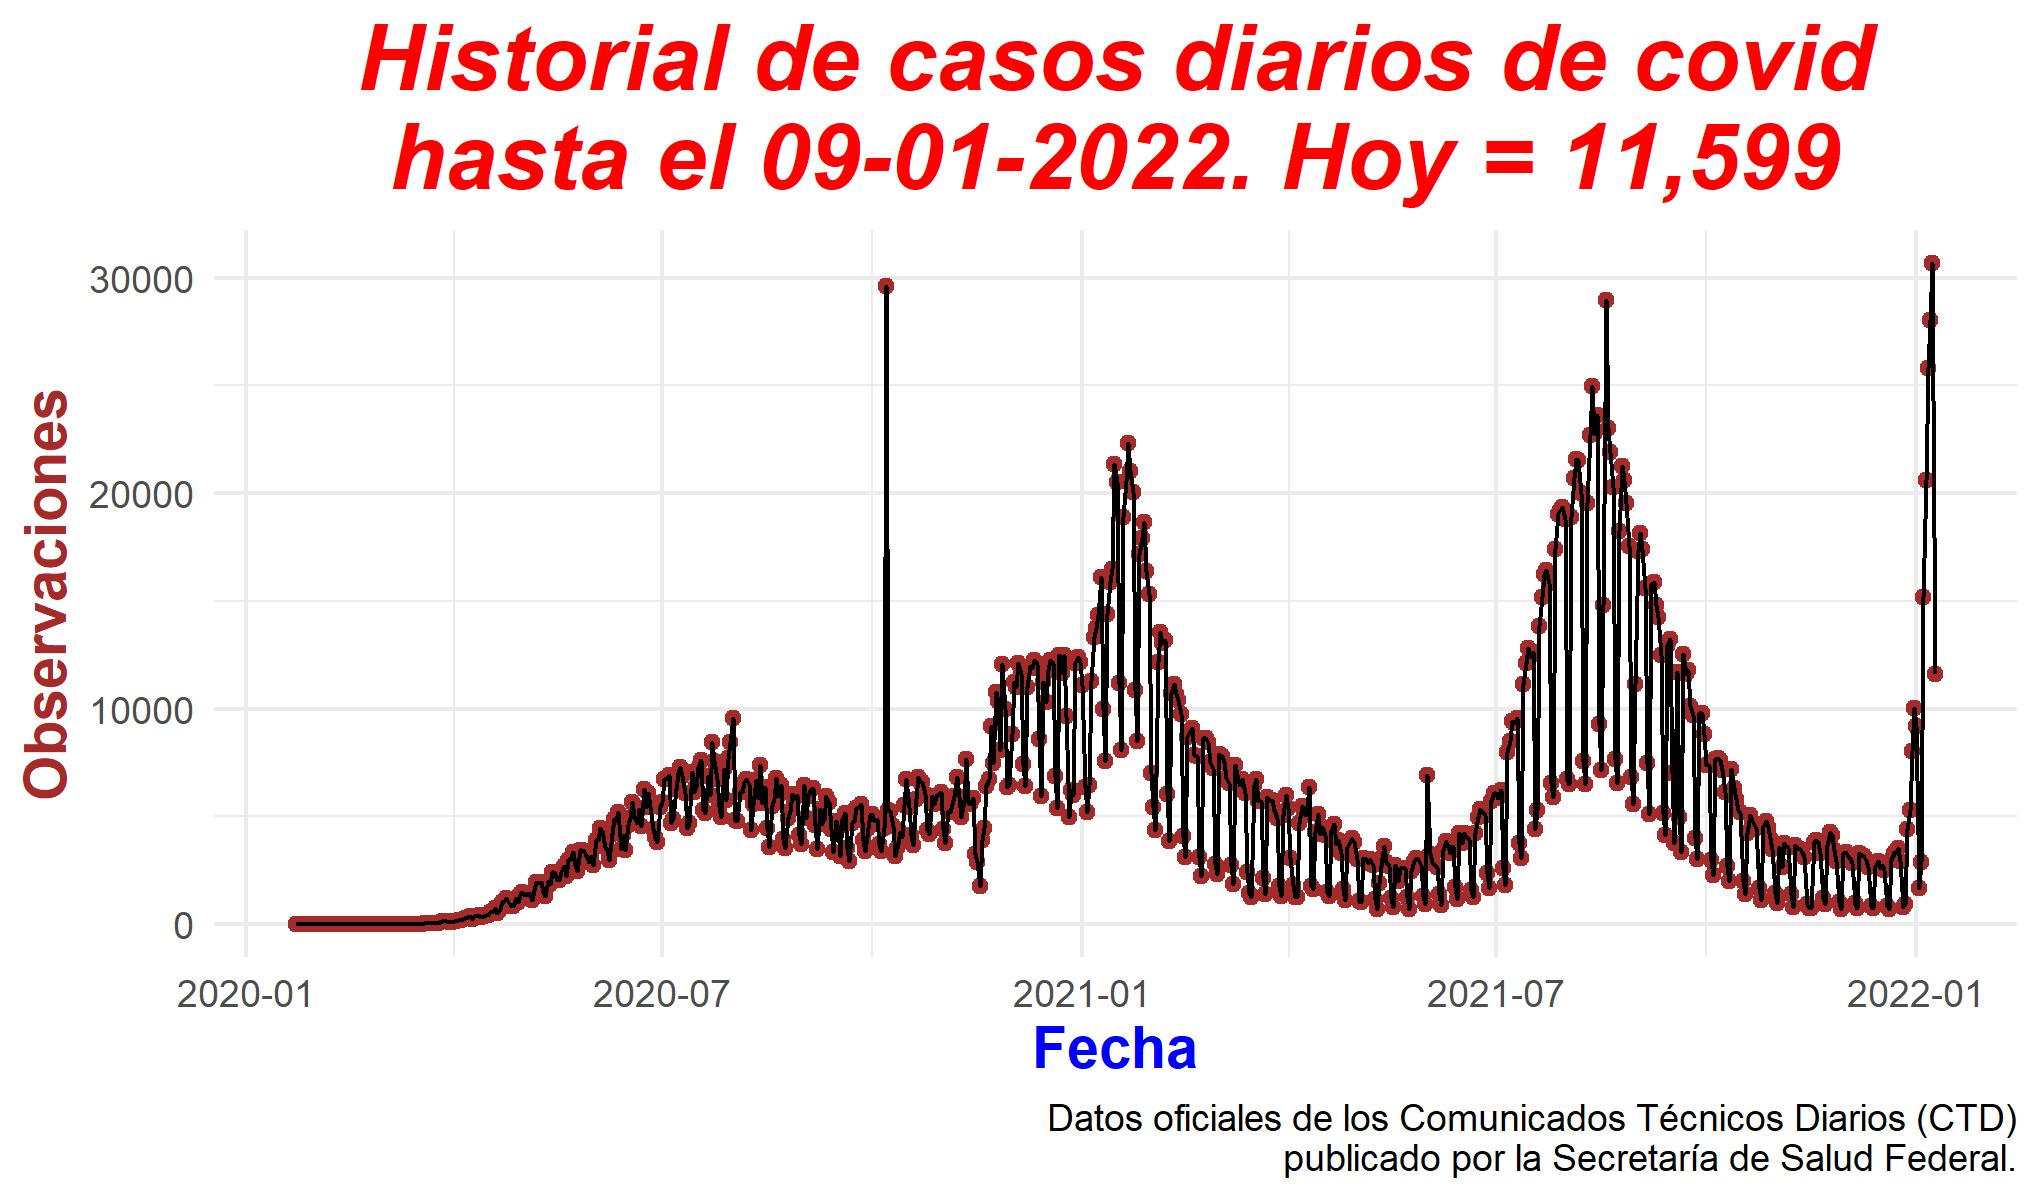 Historial de casos diarios de covid
hasta el 09-01-2022. Hoy = 11,599
Observaciones
30000
20000
10000
0
2020-01
2020-07
2021-01
2021-07
2022-01
Fecha
Datos oficiales de los Comunicados Técnicos Diarios (CTD)
publicado por la Secretaría de Salud Federal.